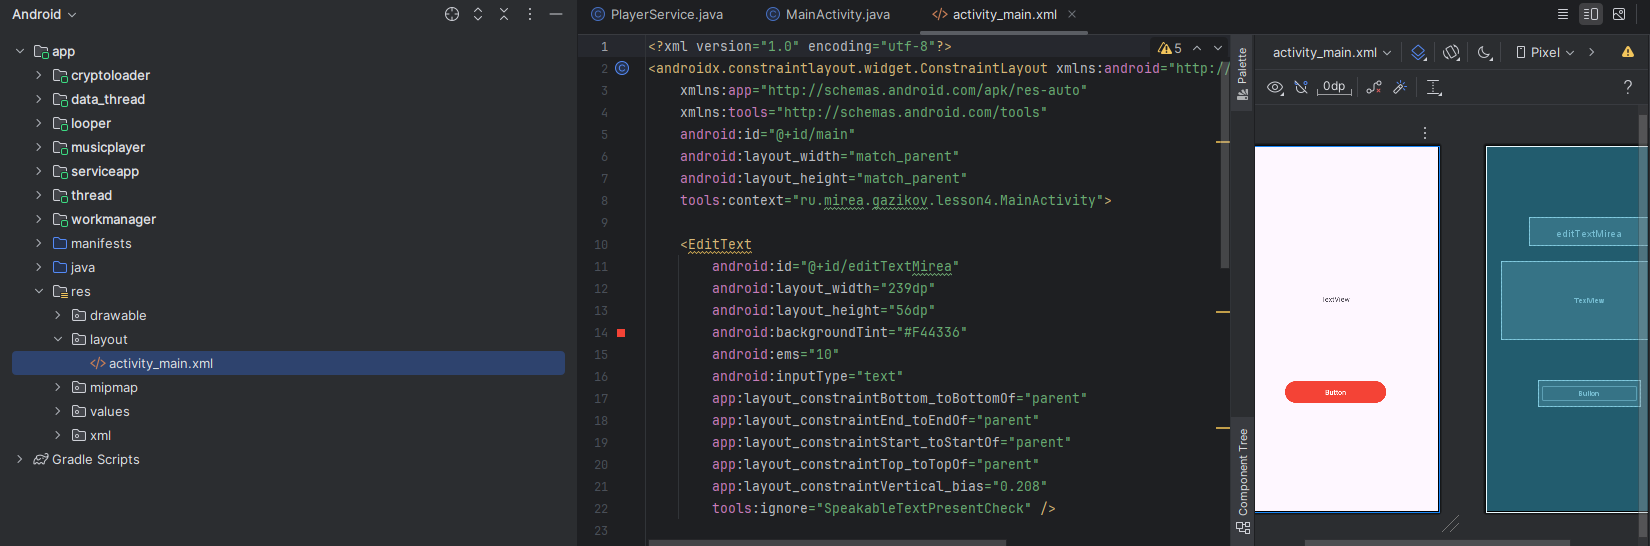 Android
app
cryptoloader
data_thread
looper
musicplayer
serviceapp
thread
workmanager
manifests
java
res
drawable
layout
</> activity_main.xml
mipmap
values
xml
Gradle Scripts
PlayerService.java MainActivity.java </> activity_main.xml
5
1 <?xml version="1.0" encoding="utf-8"?>
2 <androidx.constraintlayout.widget.ConstraintLayout xmlns:android="http://
3 xmlns:app="http://schemas.android.com/apk/res-auto"
4 xmlns:tools="http://schemas.android.com/tools"
5 android:id="@+id/main"
6 android:layout_width="match_parent"
7 android:layout_height="match_parent"
8 tools:context="ru.mirea.gazikov.lesson4.MainActivity">
9
10 <EditText
11 android:id="@+id/editTextMirea"
12 android:layout_width="239dp"
13 android:layout_height="56dp"
14 android:backgroundTint="#F44336"
15 android:ems="10"
16 android:inputType="text"
17 app:layout_constraintBottom_toBottomOf="parent"
18 app:layout_constraintEnd_toEndOf="parent"
19 app:layout_constraintStart_toStartOf="parent"
20 app:layout_constraintTop_toTopOf="parent"
21 app:layout_constraintVertical_bias="0.208"
22 tools:ignore="SpeakableTextPresentCheck" />
23
Palette
Component Tree
activity_main.xml Pixel
0dp ?
TextView
Button
editTextMirea
TextView
Button